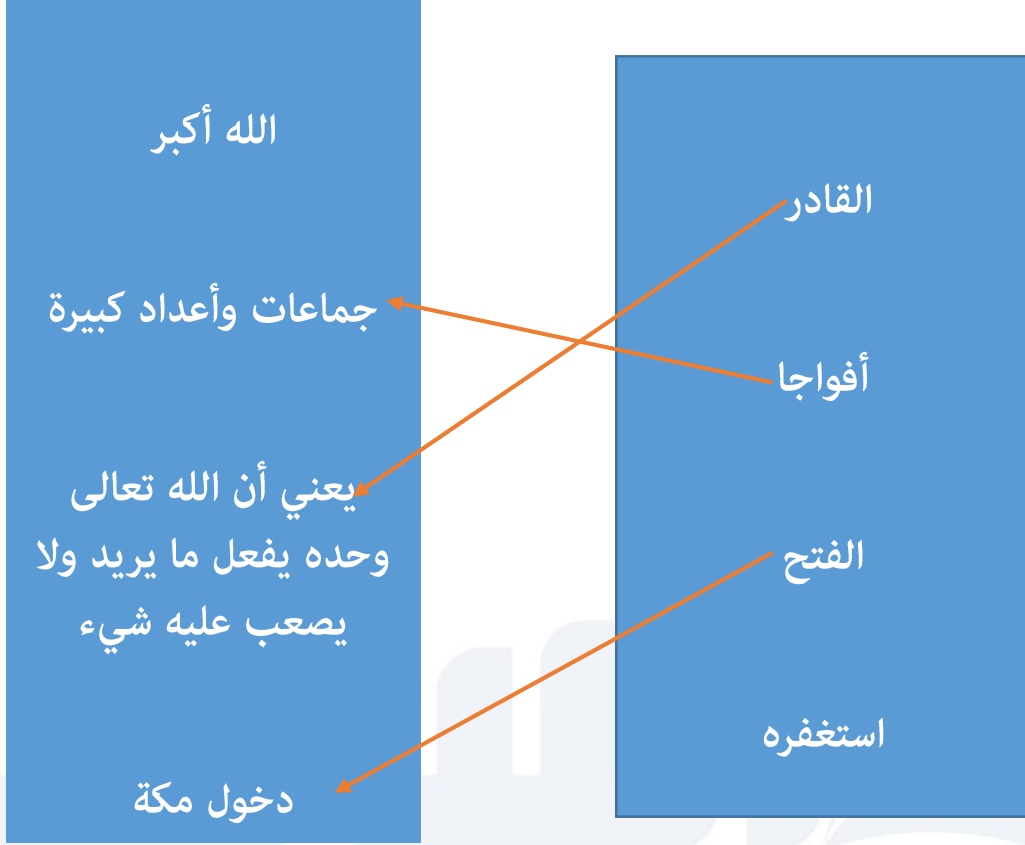 القادر
أفواجا
الفتح
استغفره
الله أكبر
جماعات وأعداد كبيرة
يعني أن الله تعالى
وحده يفعل ما يريد ولا
يصعب عليه شيء
دخول مكة